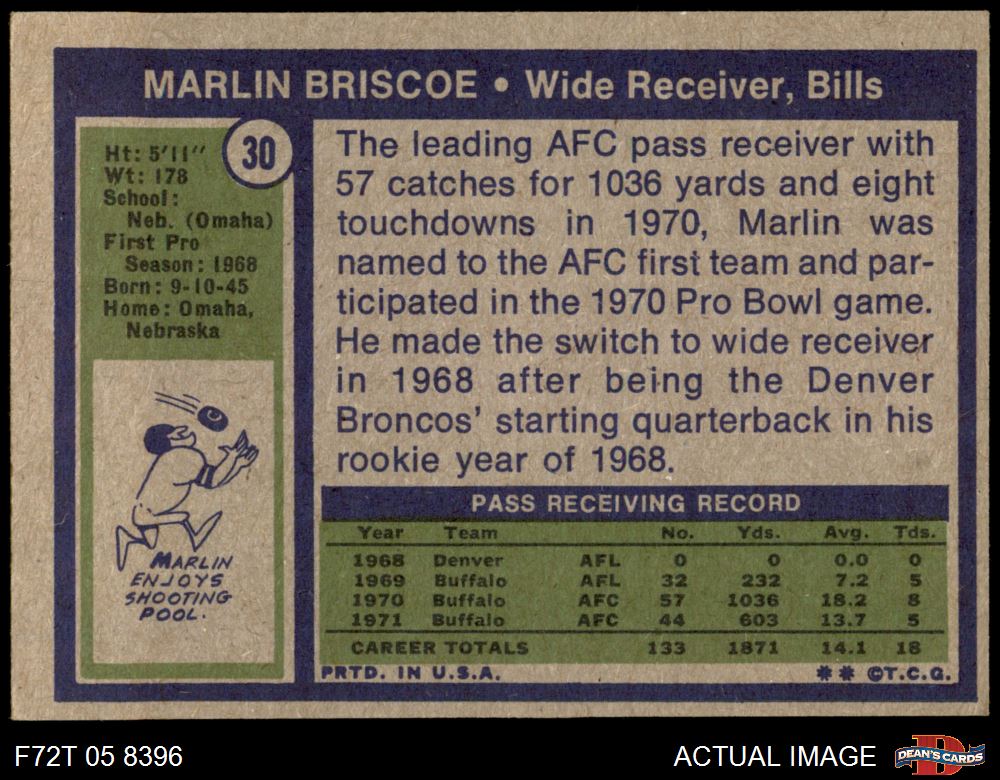 MARLIN BRISCOE • Wide Receiver, Bills
30
Ht: 5'11"
Wt: 178
School:
Neb. (Omaha)
First Pro
Season: 1968
Born: 9-10-45
Home: Omaha,
Nebraska
MARLIN
ENJOYS
SHOOTING
POOL.
The leading AFC pass receiver with
57 catches for 1036 yards and eight
touchdowns in 1970, Marlin was
named to the AFC first team and par-
ticipated in the 1970 Pro Bowl game.
He made the switch to wide receiver
in 1968 after being the Denver
Broncos' starting quarterback in his
rookie year of 1968.
PASS RECEIVING RECORD
Year Team No. Yds. Avg. Tds.
1968 Denver AFL 0 0 0.0 0
1969 Buffalo AFL 32 232 7.2 5
1970 Buffalo AFC 57 1036 18.2 8
1971 Buffalo AFC 44 603 13.7 5
CAREER TOTALS 133 1871 14.1 18
PRTD. IN U.S.A. ** ©T.C.G.
F72T 05 8396 ACTUAL IMAGE D DEAN'S CARDS